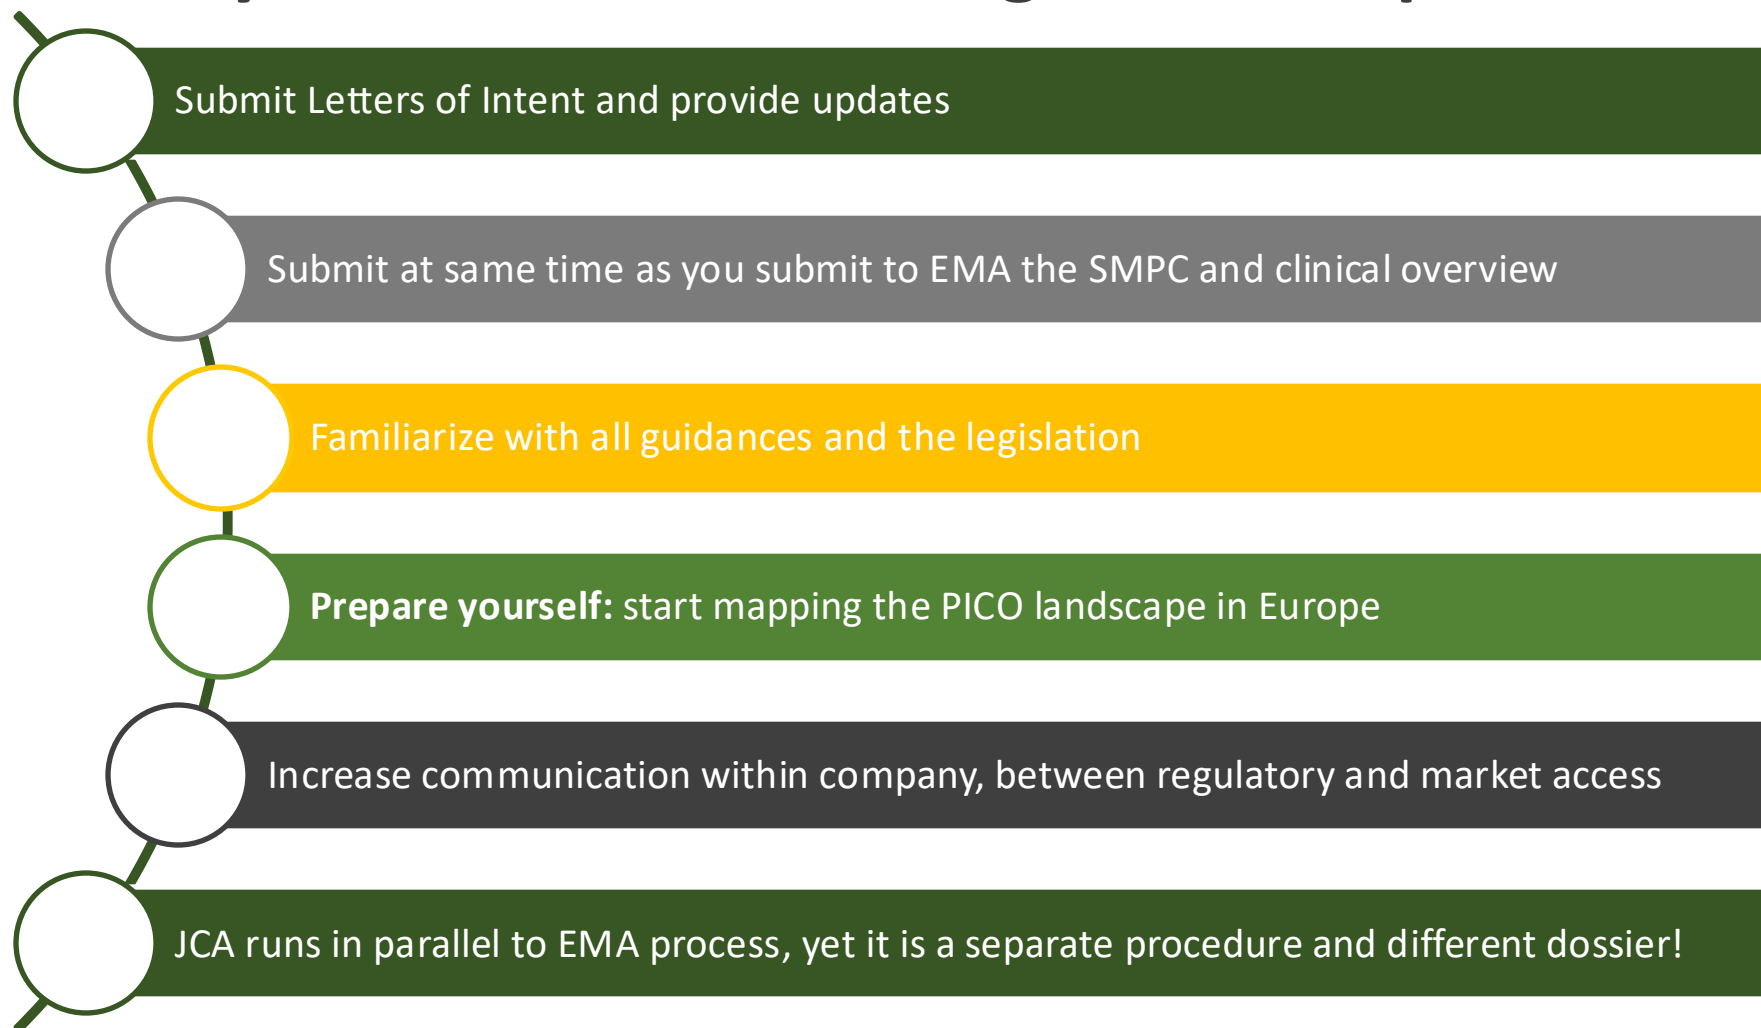 Submit Letters of Intent and provide updates
Submit at same time as you submit to EMA the SMPC and clinical overview
Familiarize with all guidances and the legislation
Prepare yourself: start mapping the PICO landscape in Europe
Increase communication within company, between regulatory and market access
JCA runs in parallel to EMA process, yet it is a separate procedure and different dossier!